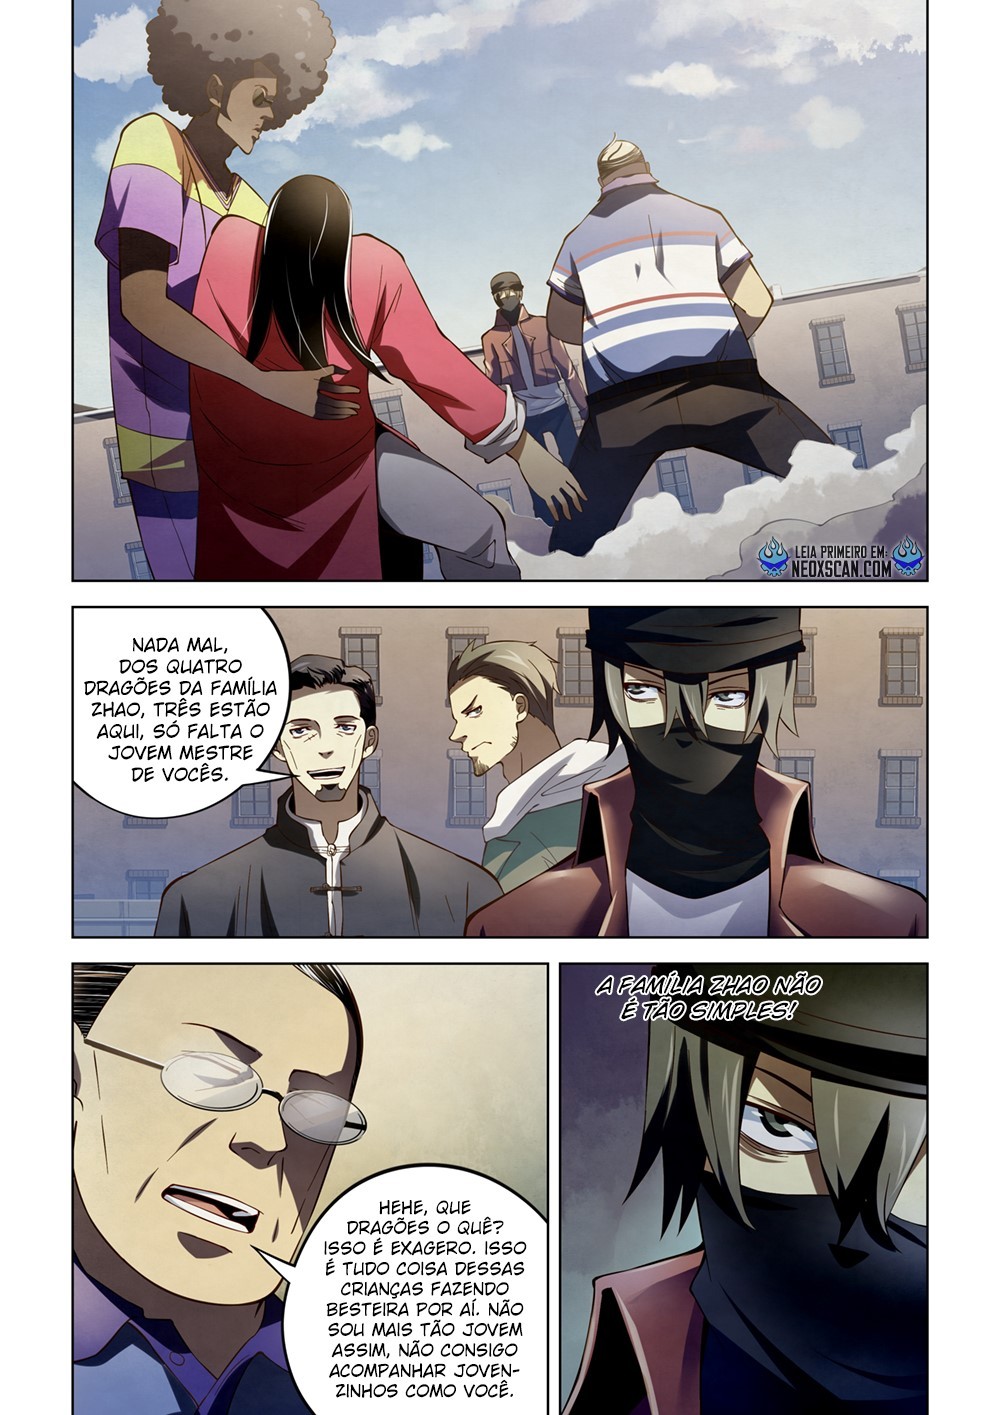 LEIA PRIMEIRO EM:
NEOXSCAN.COM
NADA MAL,
DOS QUATRO
DRAGÕES DA FAMÍLIA
ZHAO, TRÊS ESTÃO
AQUI, SÓ FALTA O
JOVEM MESTRE
DE VOCÊS.
A FAMÍLIA ZHAO NÃO
É TÃO SIMPLES!
HEHE, QUE
DRAGÕES O QUÊ?
ISSO É EXAGERO. ISSO
É TUDO COISA DESSAS
CRIANÇAS FAZENDO
BESTEIRA POR AÍ. NÃO
SOU MAIS TÃO JOVEM
ASSIM, NÃO CONSIGO
ACOMPANHAR JOVEN-
ZINHOS COMO VOCÊ.